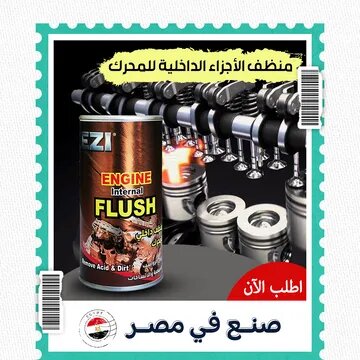 منظف الأجزاء الداخلية للمحرك
EZI
ENGINE
Internal
FLUSH
Remove Acid & Dirt
اطلب الآن
صنع في مصر